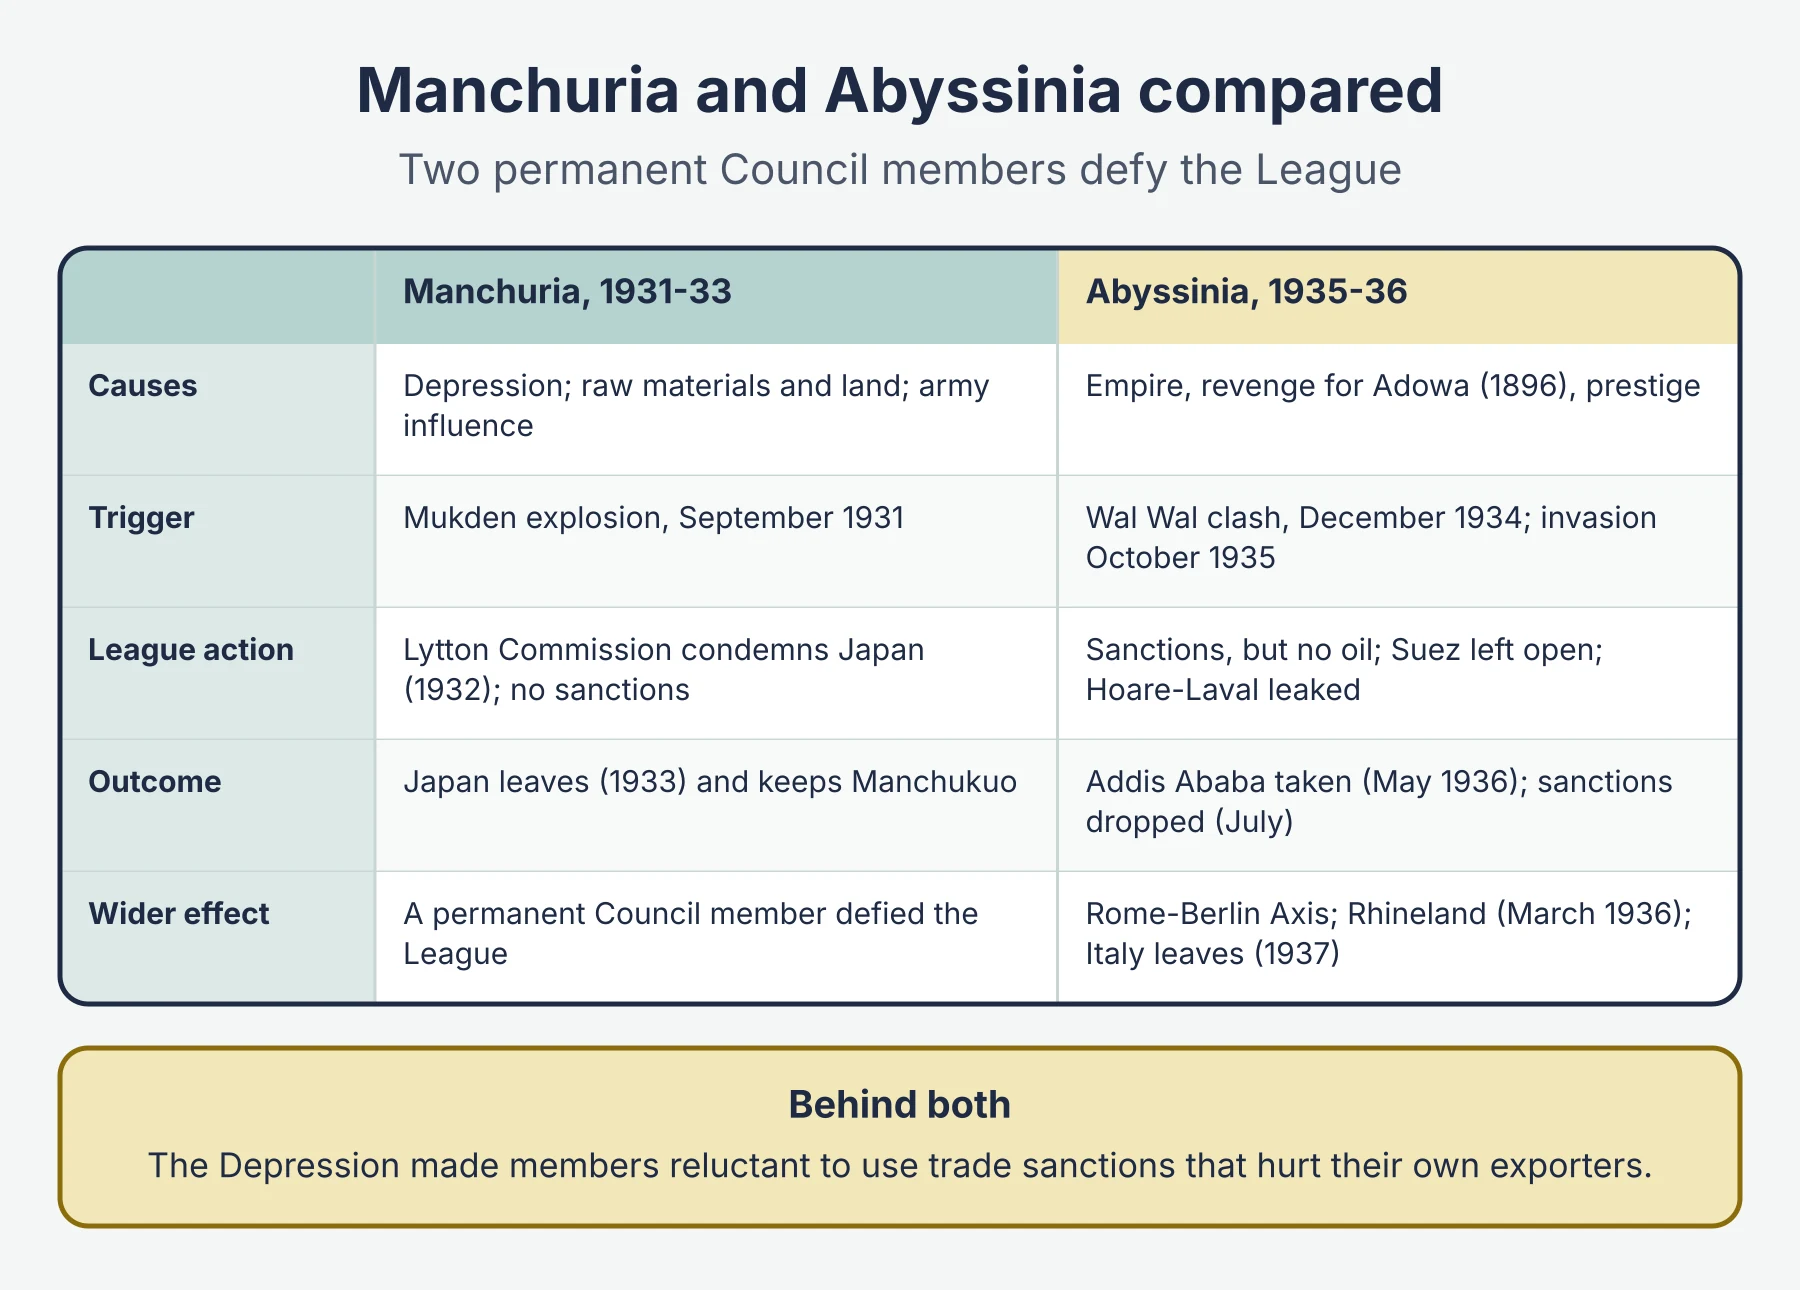 Manchuria and Abyssinia compared
Two permanent Council members defy the League
Manchuria, 1931-33
Abyssinia, 1935-36
Causes
Depression; raw materials and land; army
influence
Empire, revenge for Adowa (1896), prestige
Trigger
Mukden explosion, September 1931
Wal Wal clash, December 1934; invasion
October 1935
League action
Lytton Commission condemns Japan
(1932); no sanctions
Sanctions, but no oil; Suez left open;
Hoare-Laval leaked
Outcome
Japan leaves (1933) and keeps Manchukuo
Addis Ababa taken (May 1936); sanctions
dropped (July)
Wider effect
A permanent Council member defied the
League
Rome-Berlin Axis; Rhineland (March 1936);
Italy leaves (1937)
Behind both
The Depression made members reluctant to use trade sanctions that hurt their own exporters.